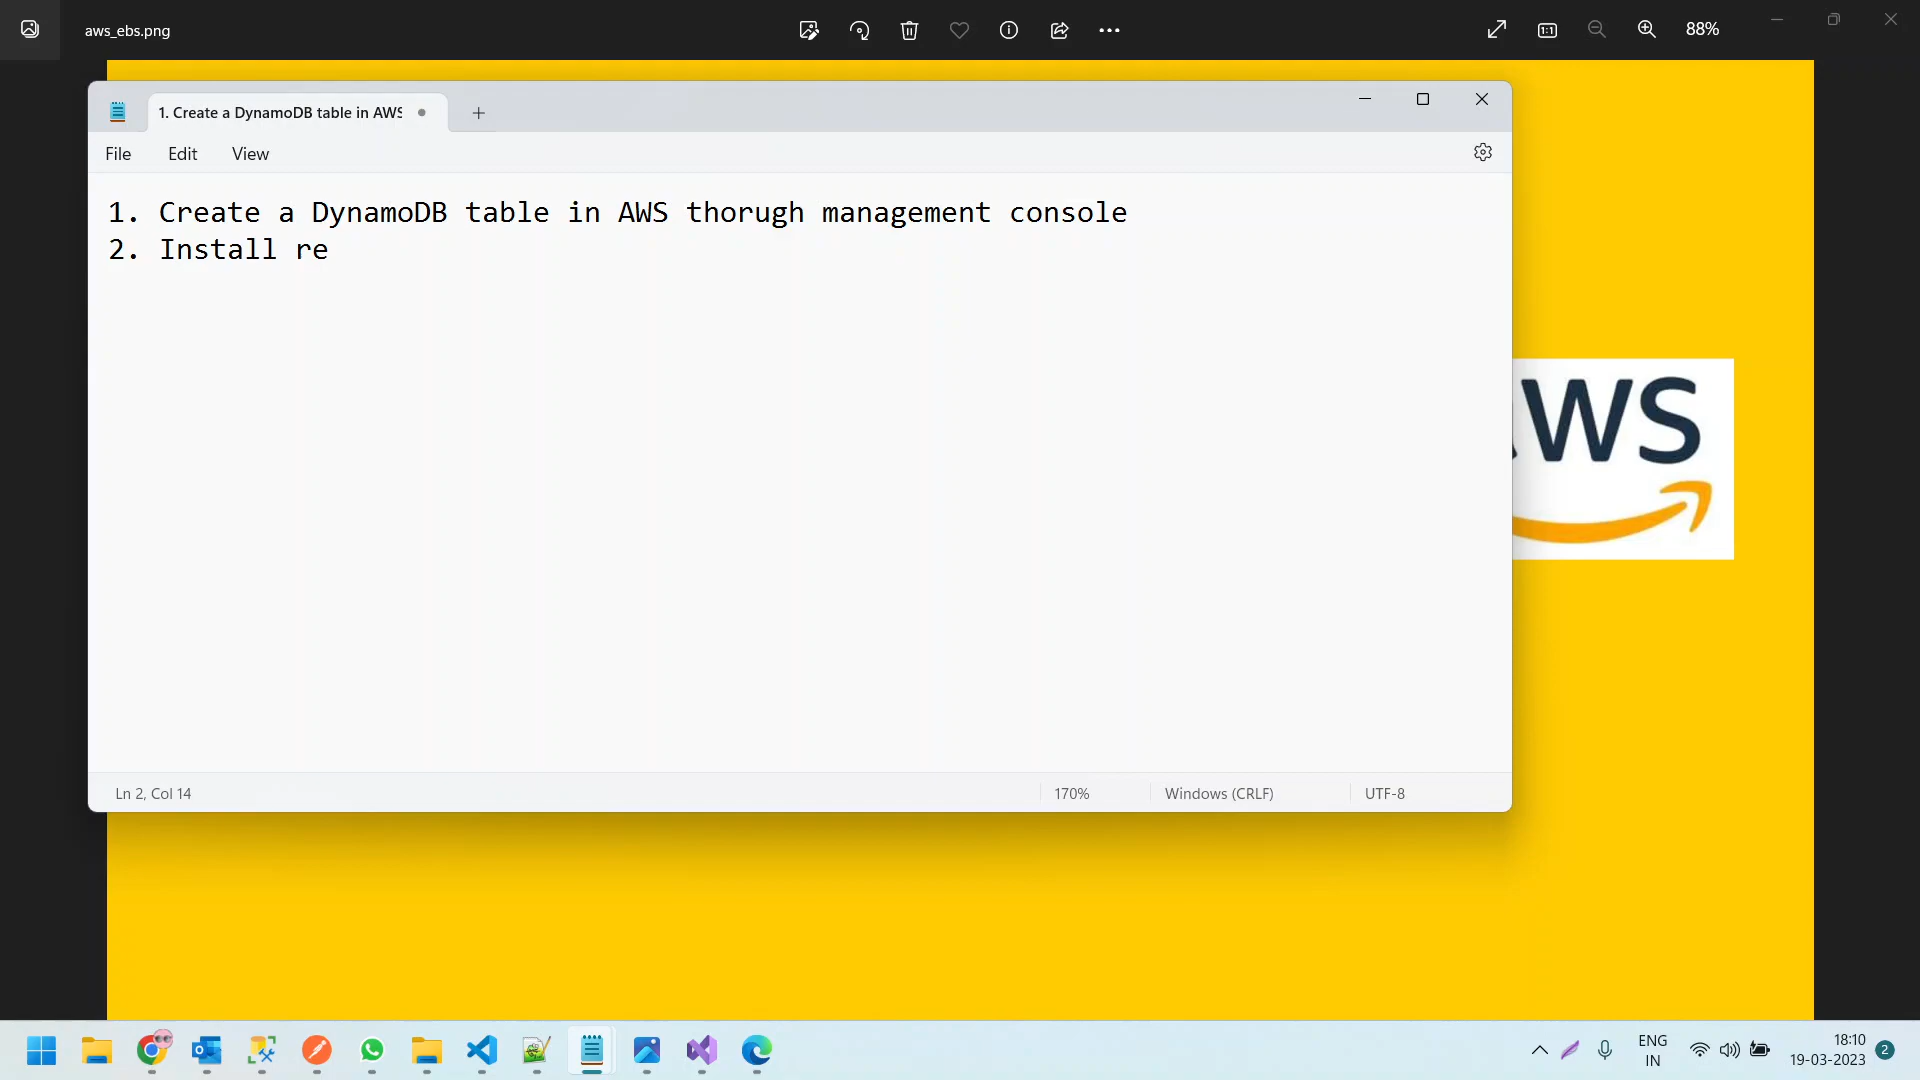 aws_ebs.png
88%
1. Create a DynamoDB table in AWS
File Edit View
1. Create a DynamoDB table in AWS thorugh management console
2. Install re
WS
Ln 2, Col 14
170%
Windows (CRLF)
UTF-8
ENG
IN
18:10
19-03-2023
2